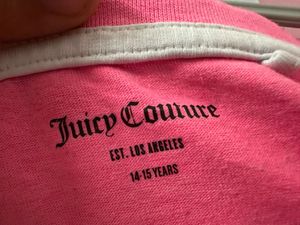 Juicy Couture
EST. LOS ANGELES
14-15 YEARS